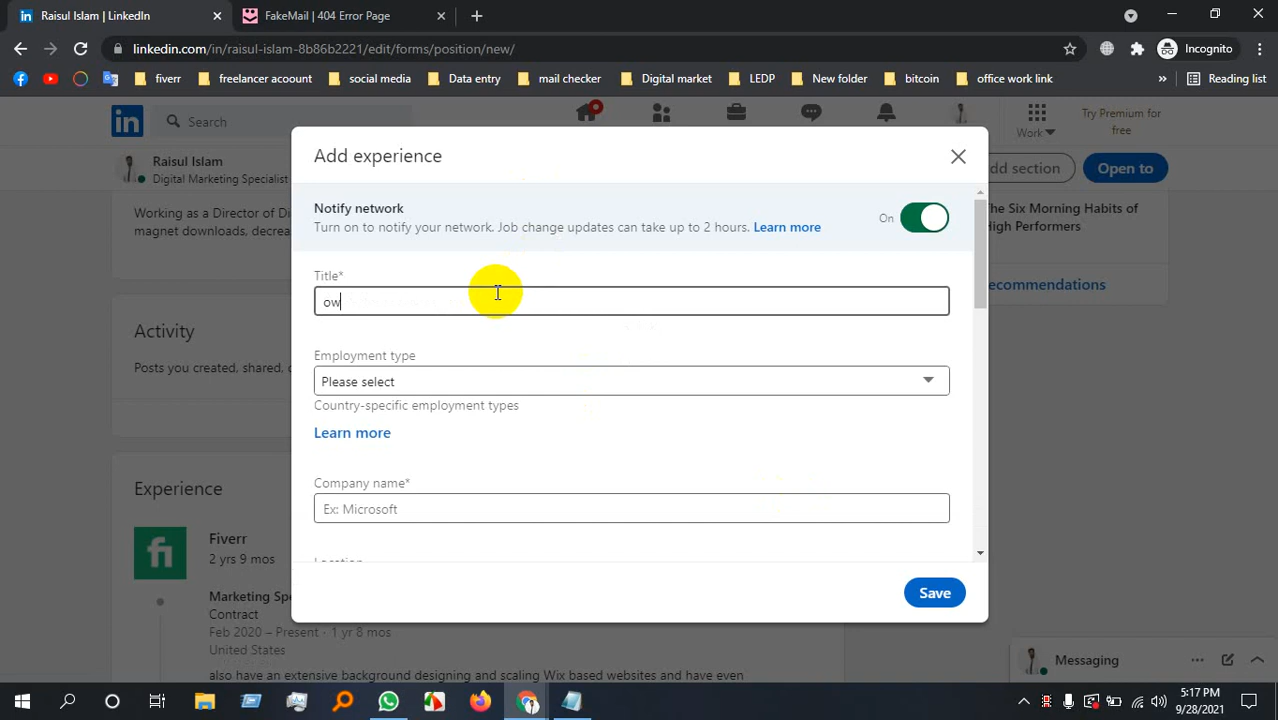 Raisul Islam | LinkedIn
FakeMail | 404 Error Page
linkedin.com/in/raisul-islam-8b86b2221/edit/forms/position/new/
Incognito
fiverr
freelancer acoount
social media
Data entry
mail checker
Digital market
LEDP
New folder
bitcoin
office work link
»
Reading list
in
Search
Work
Try Premium for
free
Raisul Islam
Digital Marketing Specialist
dd section
Open to
Working as a Director of Di
magnet downloads, decrea
The Six Morning Habits of
High Performers
ecommendations
Activity
Posts you created, shared,
Experience
fi
Fiverr
2 yrs 9 mos
Marketing Spe
Contract
Feb 2020 – Present · 1 yr 8 mos
United States
also have an extensive background designing and scaling Wix based websites and have even
Add experience
Notify network
Turn on to notify your network. Job change updates can take up to 2 hours. Learn more
On
Title*
ow
Employment type
Please select
Country-specific employment types
Learn more
Company name*
Ex: Microsoft
Location
Save
Messaging
5:17 PM
9/28/2021